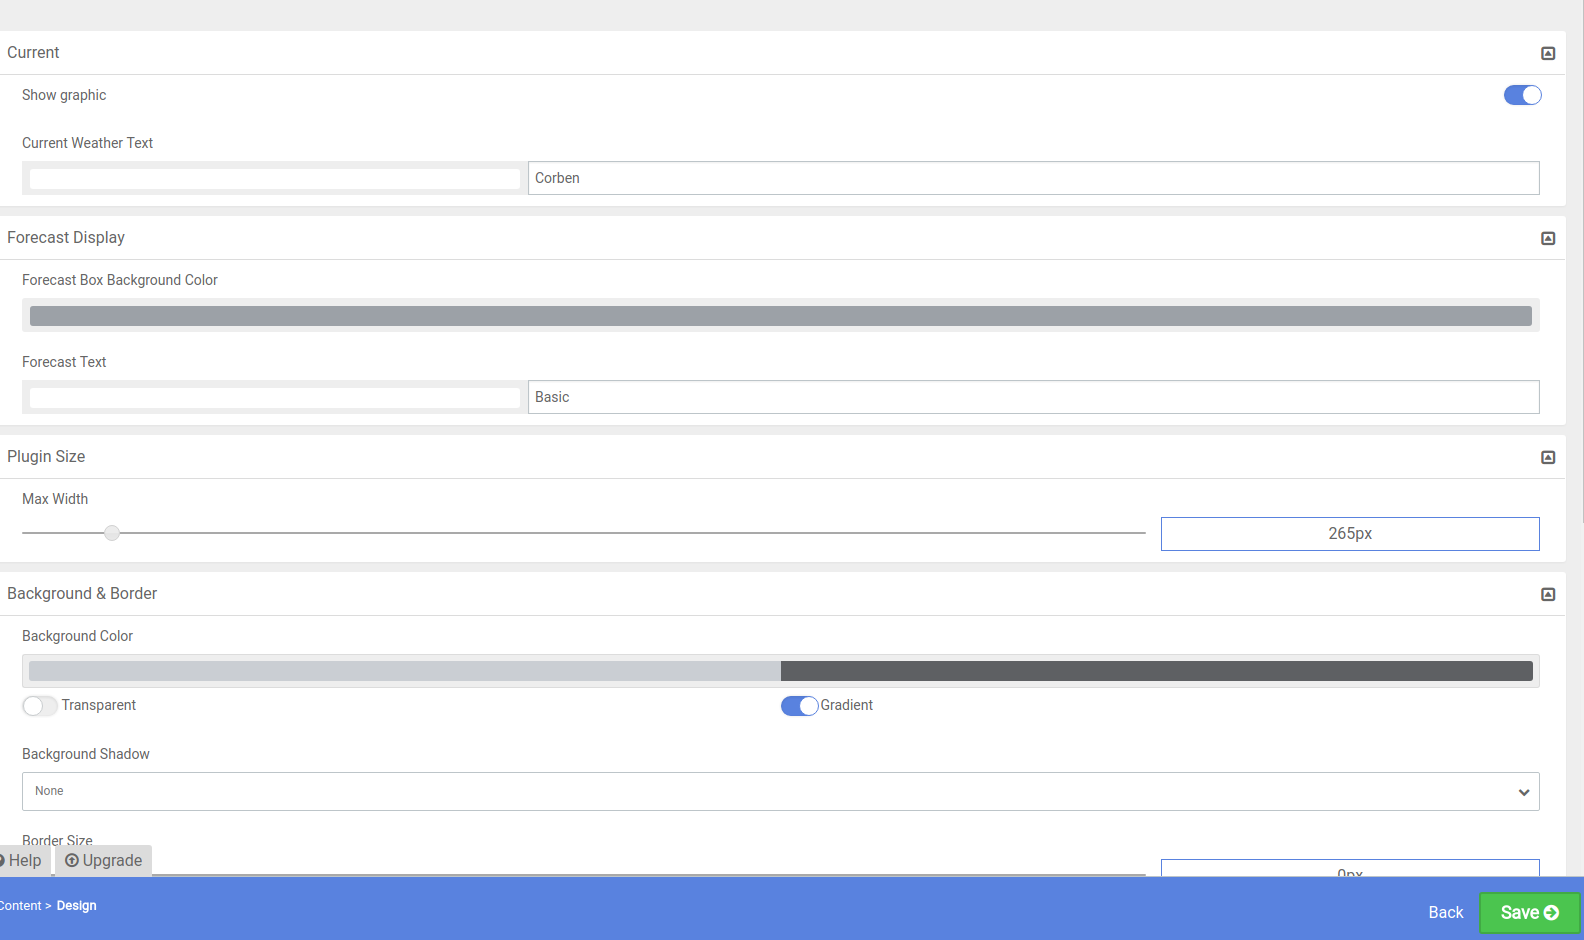 Current
Show graphic
Current Weather Text
Corben
Forecast Display
Forecast Box Background Color
Forecast Text
Basic
Plugin Size
Max Width
265px
Background & Border
Background Color
Transparent
Gradient
Background Shadow
None
Border Size
0px
Help
Upgrade
Content > Design
Back
Save